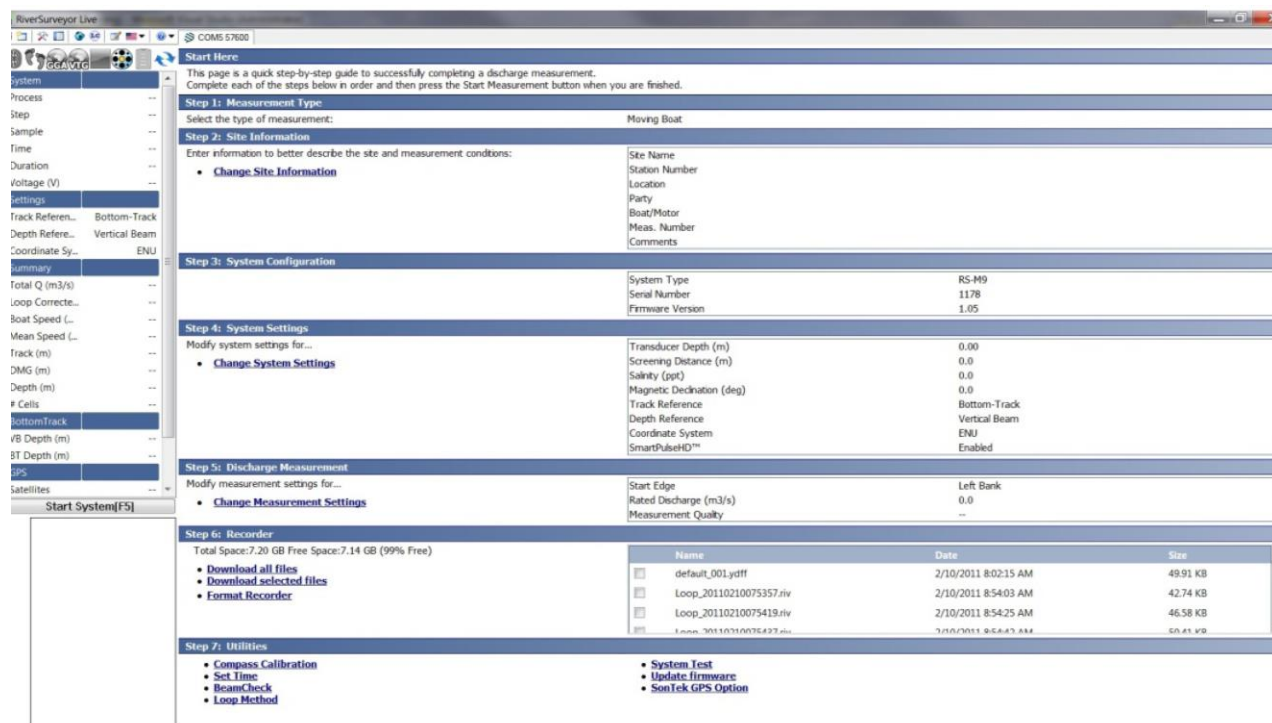 RiverSurveyor Live
COM5 57600
GGA VTG
System
Process --
Step --
Sample --
Time --
Duration --
Voltage (V) --
Settings
Track Referen... Bottom-Track
Depth Refere... Vertical Beam
Coordinate Sy... ENU
Summary
Total Q (m3/s) --
Loop Correcte... --
Boat Speed (... --
Mean Speed (... --
Track (m) --
DMG (m) --
Depth (m) --
# Cells --
BottomTrack
VB Depth (m) --
BT Depth (m) --
GPS
Satellites --
Start System[F5]
Start Here
This page is a quick step-by-step guide to successfully completing a discharge measurement.
Complete each of the steps below in order and then press the Start Measurement button when you are finished.
Step 1: Measurement Type
Select the type of measurement: Moving Boat
Step 2: Site Information
Enter information to better describe the site and measurement conditions:
• Change Site Information
Site Name
Station Number
Location
Party
Boat/Motor
Meas. Number
Comments
Step 3: System Configuration
System Type RS-M9
Serial Number 1178
Firmware Version 1.05
Step 4: System Settings
Modify system settings for...
• Change System Settings
Transducer Depth (m) 0.00
Screening Distance (m) 0.0
Salinity (ppt) 0.0
Magnetic Declination (deg) 0.0
Track Reference Bottom-Track
Depth Reference Vertical Beam
Coordinate System ENU
SmartPulseHD™ Enabled
Step 5: Discharge Measurement
Modify measurement settings for...
• Change Measurement Settings
Start Edge Left Bank
Rated Discharge (m3/s) 0.0
Measurement Quality --
Step 6: Recorder
Total Space:7.20 GB Free Space:7.14 GB (99% Free)
• Download all files
• Download selected files
• Format Recorder
Name Date Size
default_001.ydff 2/10/2011 8:02:15 AM 49.91 KB
Loop_20110210075357.riv 2/10/2011 8:54:03 AM 42.74 KB
Loop_20110210075419.riv 2/10/2011 8:54:25 AM 46.58 KB
Loop_20110210075437.riv 2/10/2011 8:54:42 AM 50.41 KB
Step 7: Utilities
• Compass Calibration
• Set Time
• BeamCheck
• Loop Method
• System Test
• Update firmware
• SonTek GPS Option